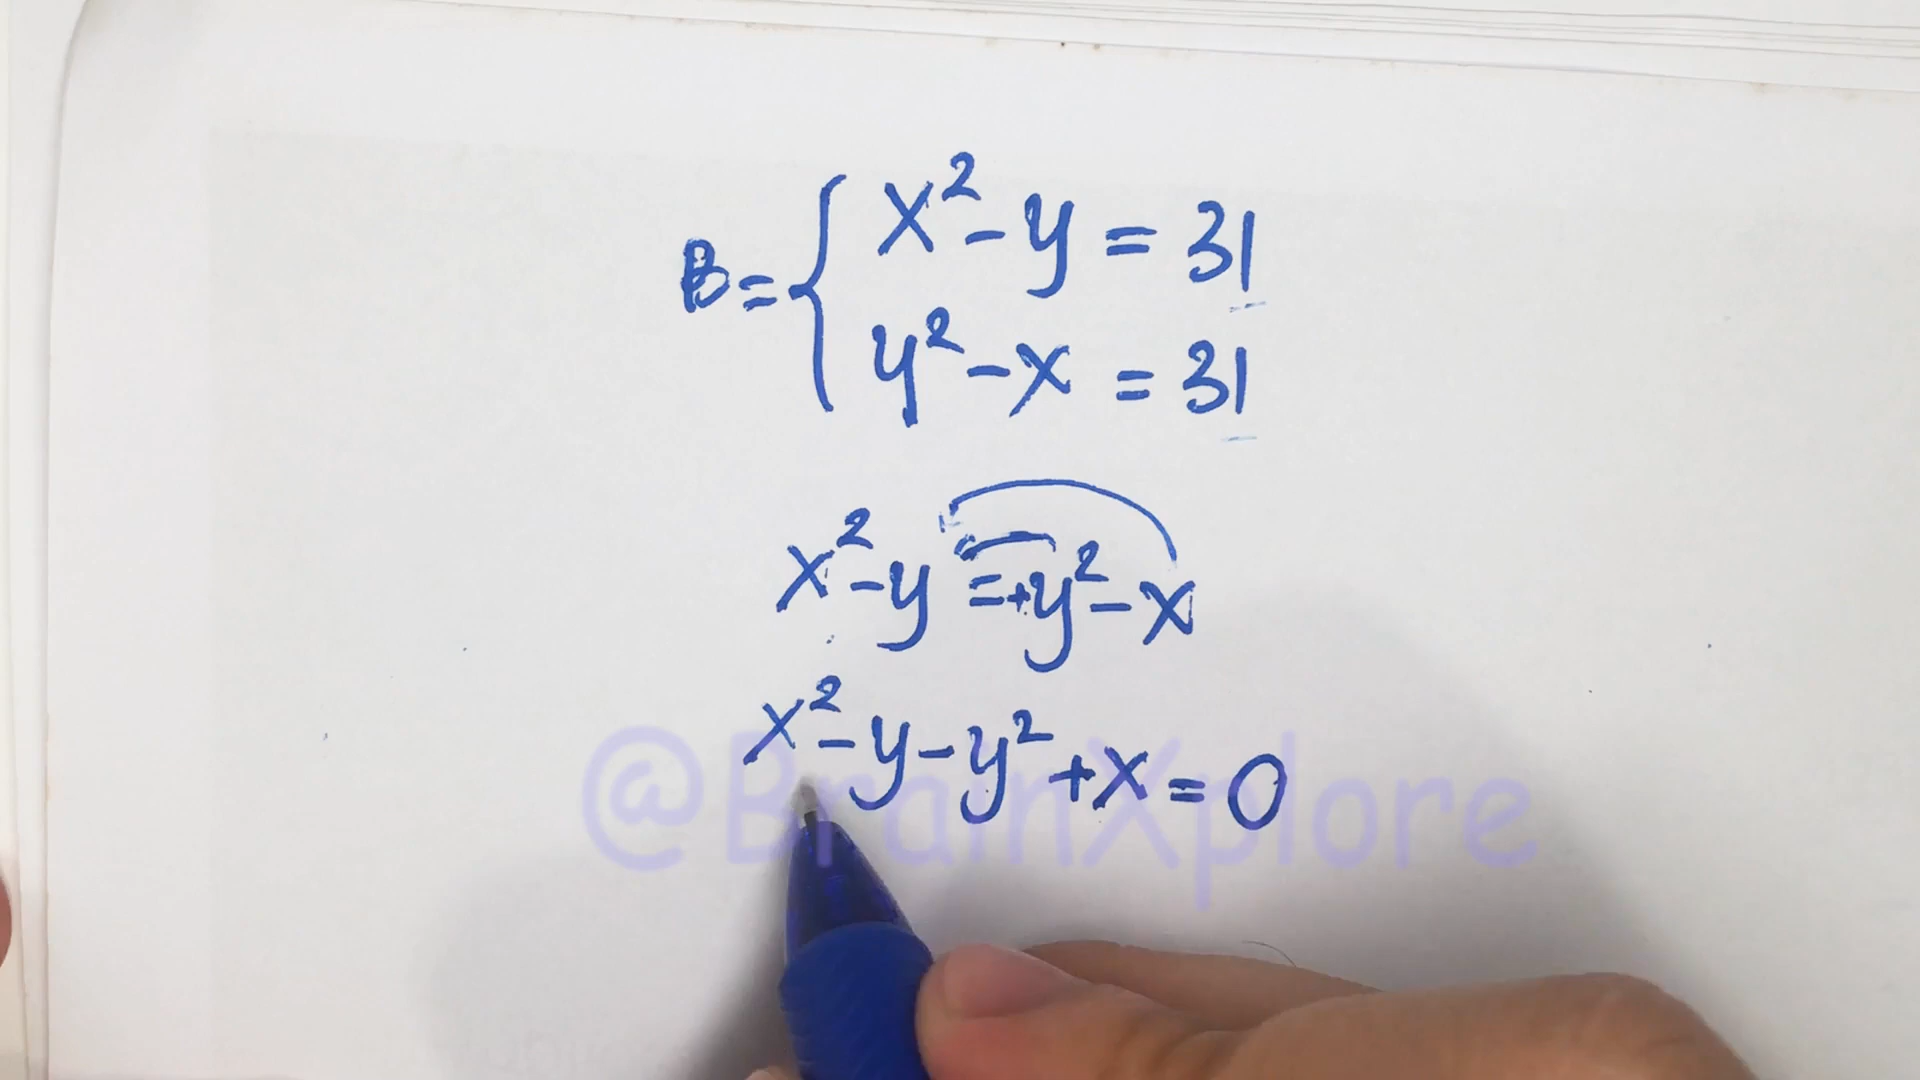 B = { x² - y = 31
y² - x = 31
x² - y = +y² - x
x² - y - y² + x = 0
@BrainXplore